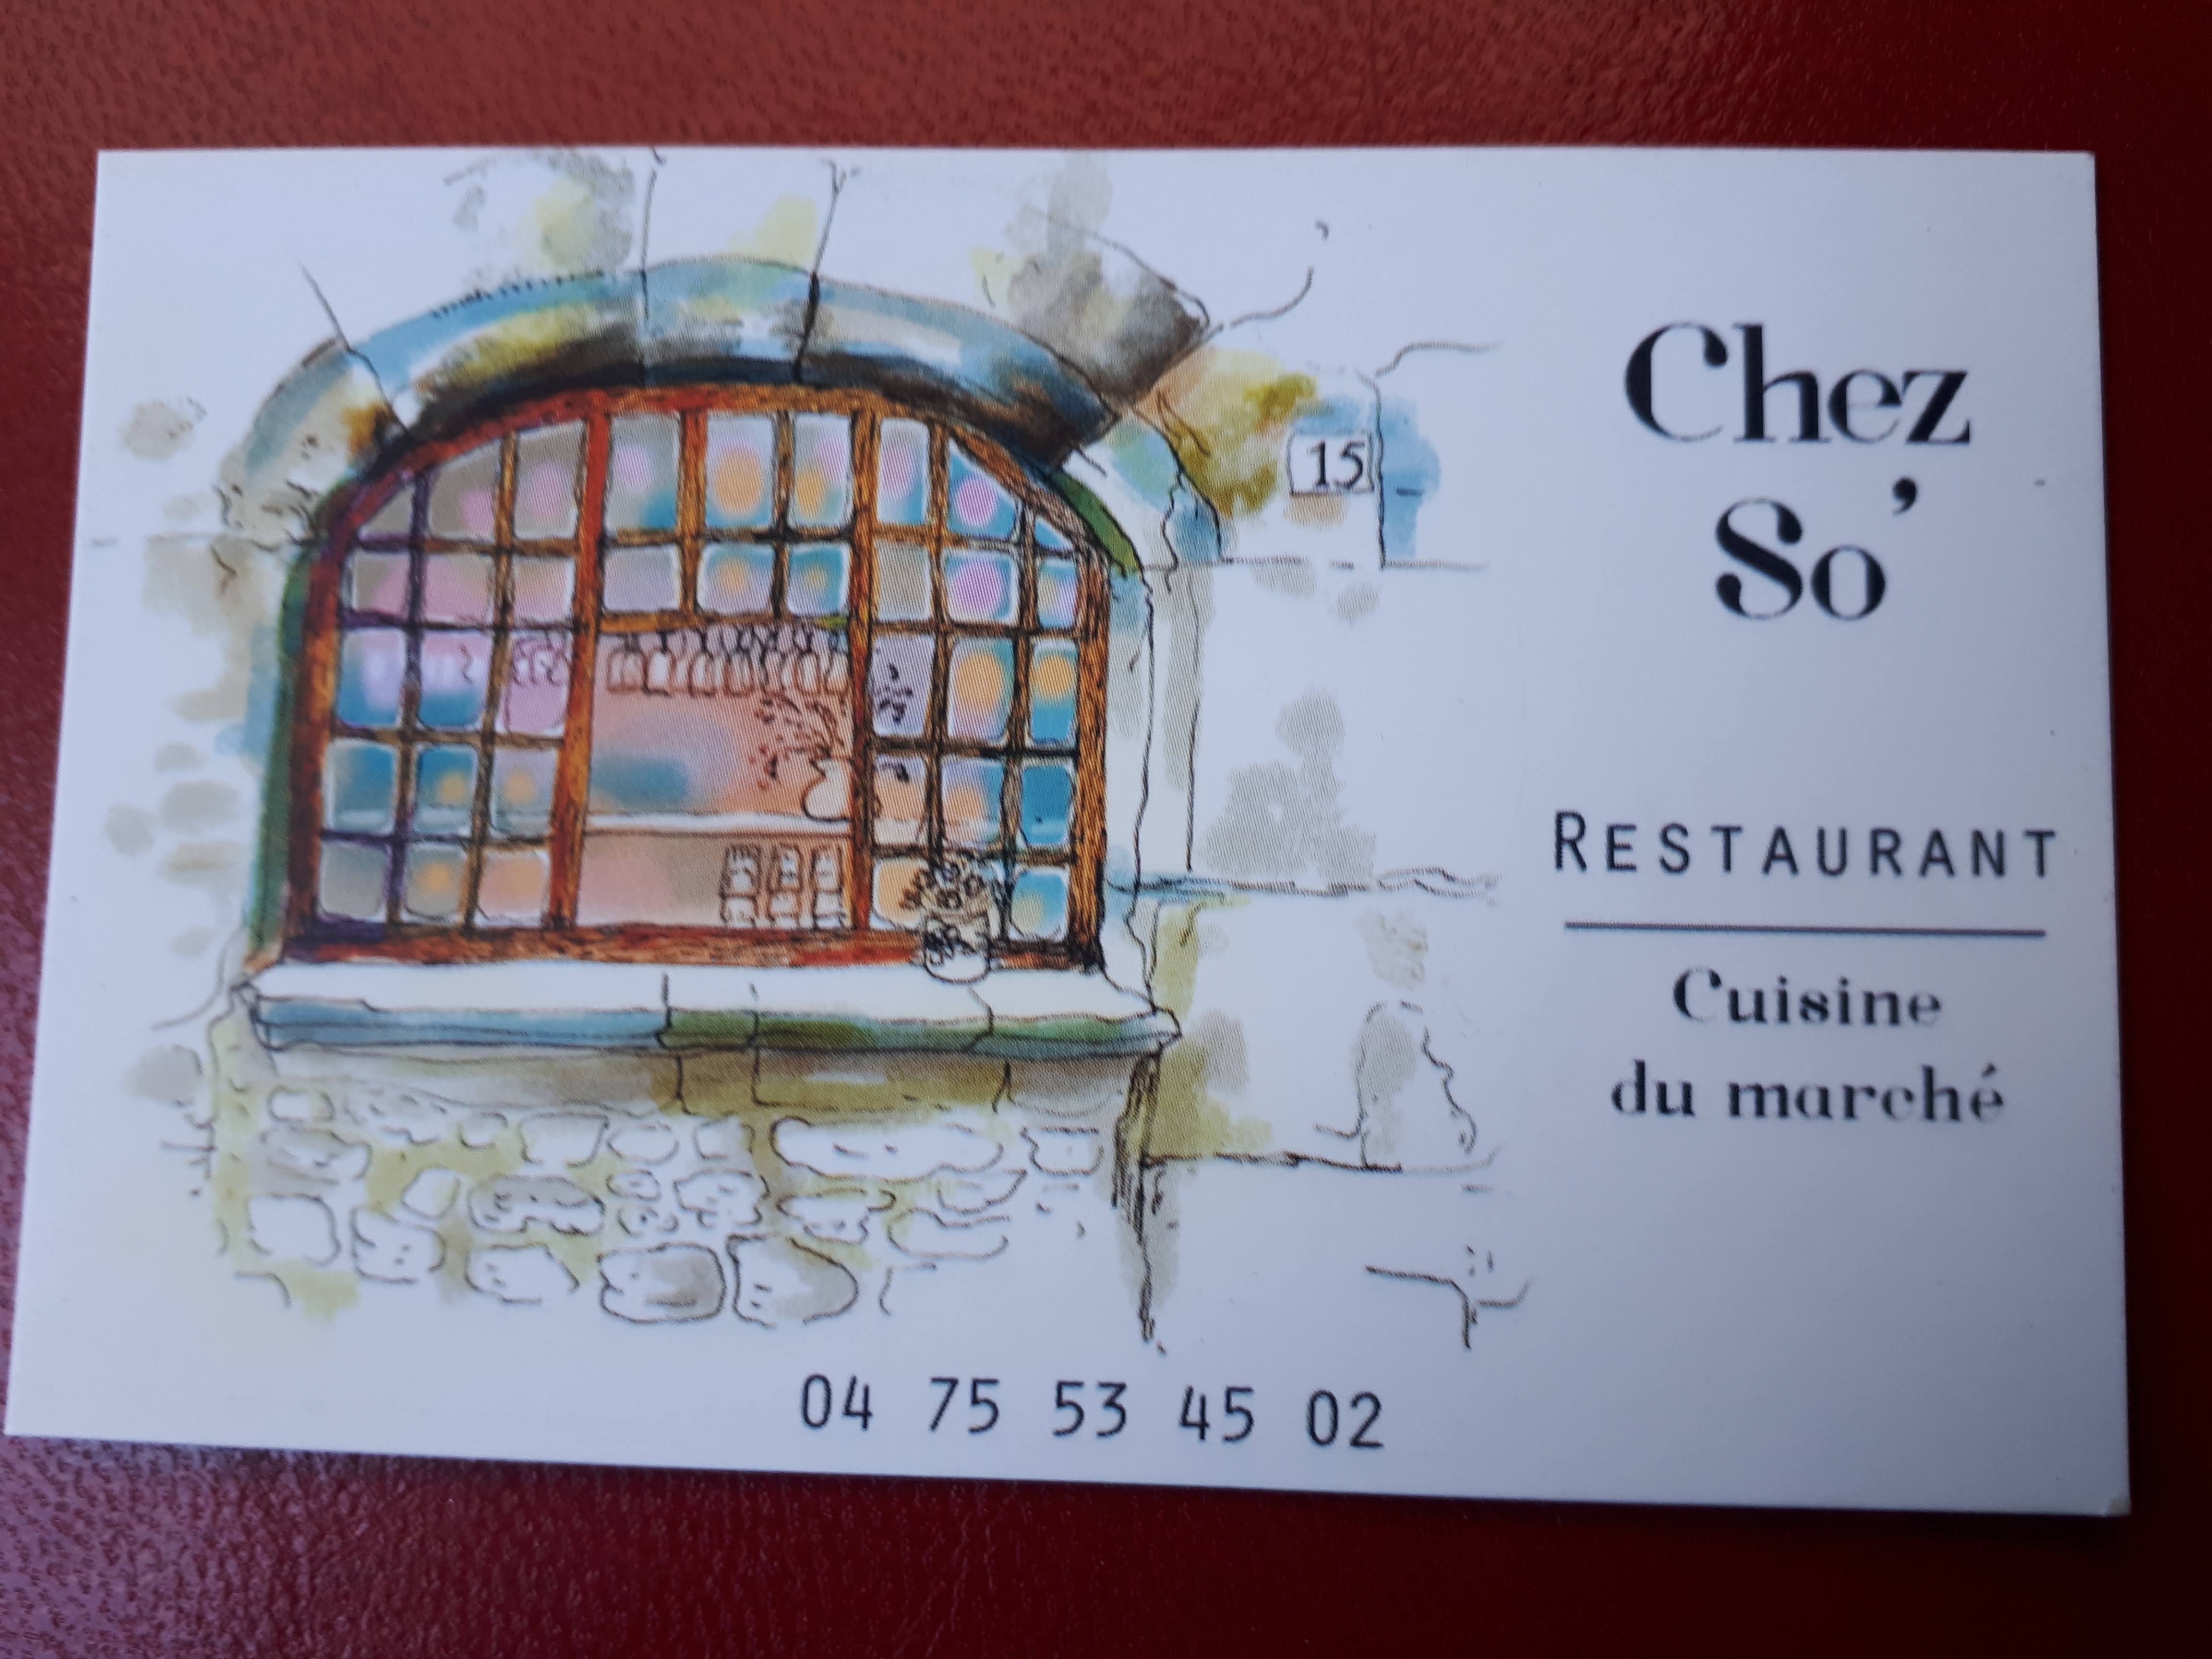 15
Chez
So'
RESTAURANT
Cuisine
du marché
04 75 53 45 02